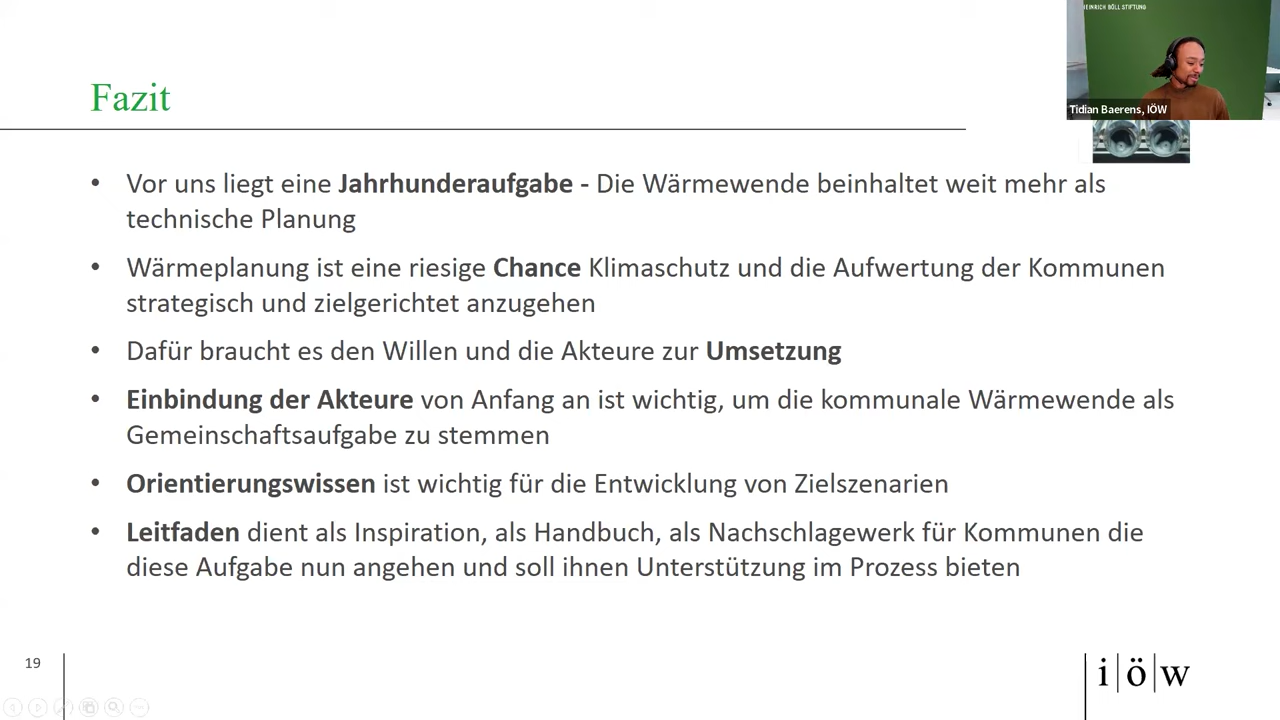 EINRICH BÖLL STIFTUNG
Tidian Baerens, IÖW
Fazit
• Vor uns liegt eine Jahrhunderaufgabe - Die Wärmewende beinhaltet weit mehr als
technische Planung
• Wärmeplanung ist eine riesige Chance Klimaschutz und die Aufwertung der Kommunen
strategisch und zielgerichtet anzugehen
• Dafür braucht es den Willen und die Akteure zur Umsetzung
• Einbindung der Akteure von Anfang an ist wichtig, um die kommunale Wärmewende als
Gemeinschaftsaufgabe zu stemmen
• Orientierungswissen ist wichtig für die Entwicklung von Zielszenarien
• Leitfaden dient als Inspiration, als Handbuch, als Nachschlagewerk für Kommunen die
diese Aufgabe nun angehen und soll ihnen Unterstützung im Prozess bieten
19
i|ö|w